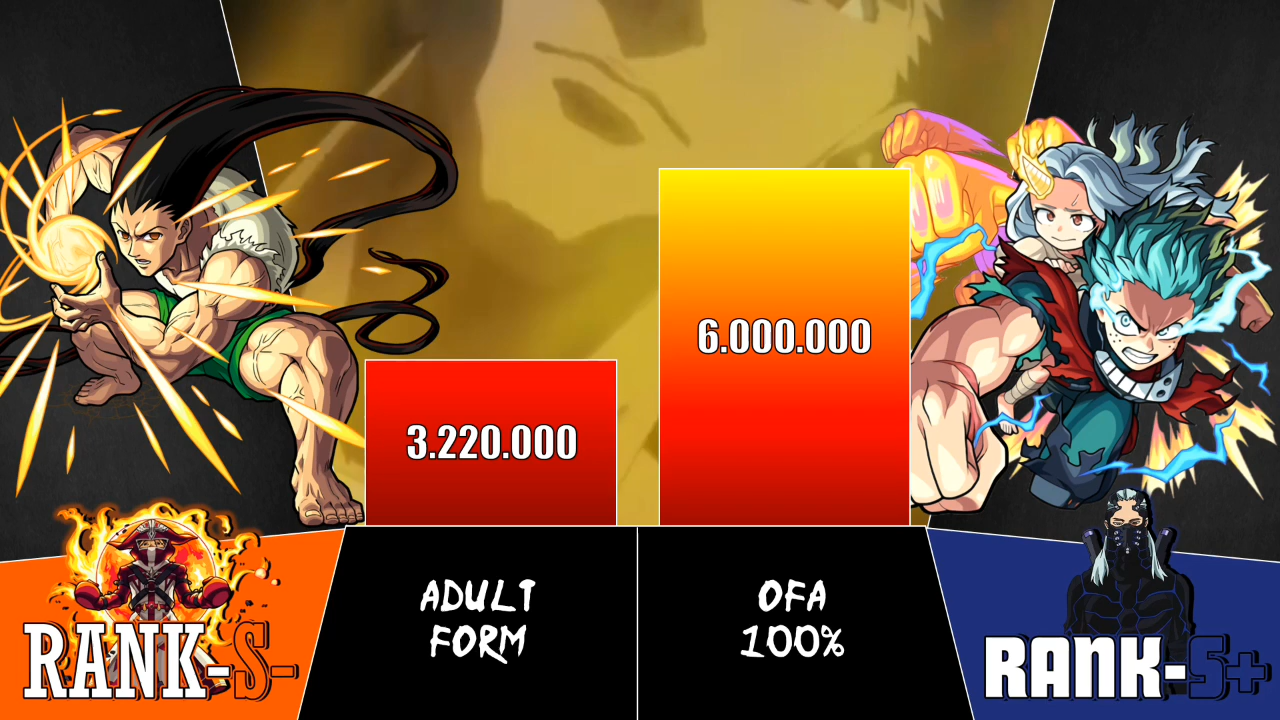 3.220.000
6.000.000
ADULT
FORM
OFA
100%
RANK-S-
RANK-S+